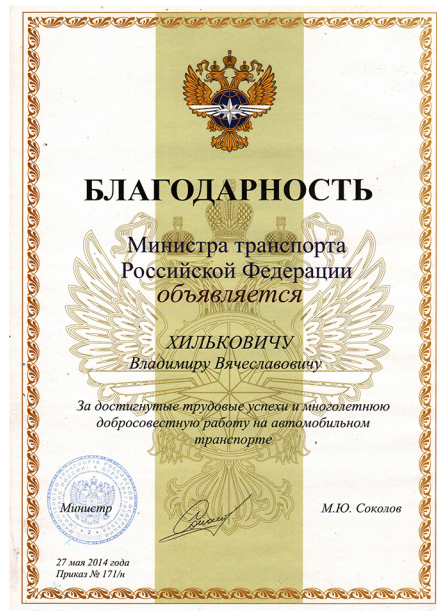 БЛАГОДАРНОСТЬ
Министра транспорта
Российской Федерации
объявляется
ХИЛЬКОВИЧУ
Владимиру Вячеславовичу
За достигнутые трудовые успехи и многолетнюю
добросовестную работу на автомобильном
транспорте
Министр
М.Ю. Соколов
27 мая 2014 года
Приказ № 171/н